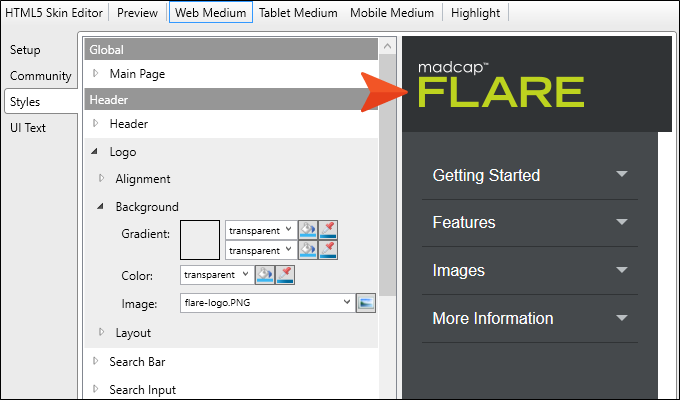 HTML5 Skin Editor Preview Web Medium Tablet Medium Mobile Medium Highlight
Setup
Community
Styles
UI Text
Global
Main Page
Header
Header
Logo
Alignment
Background
Gradient: transparent
transparent
Color: transparent
Image: flare-logo.PNG
Layout
Search Bar
Search Input
madcap™
FLARE
Getting Started
Features
Images
More Information